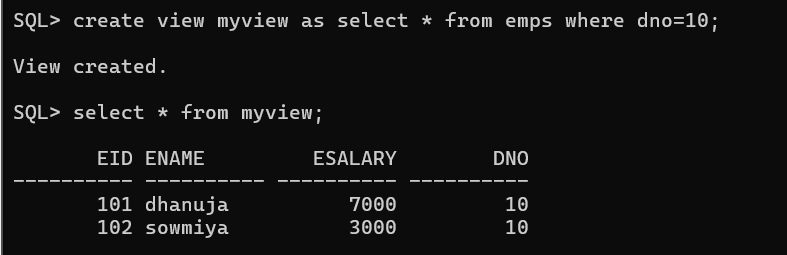 SQL> create view myview as select * from emps where dno=10;
View created.
SQL> select * from myview;
       EID ENAME         ESALARY        DNO
---------- ---------- ---------- ----------
       101 dhanuja          7000         10
       102 sowmiya          3000         10